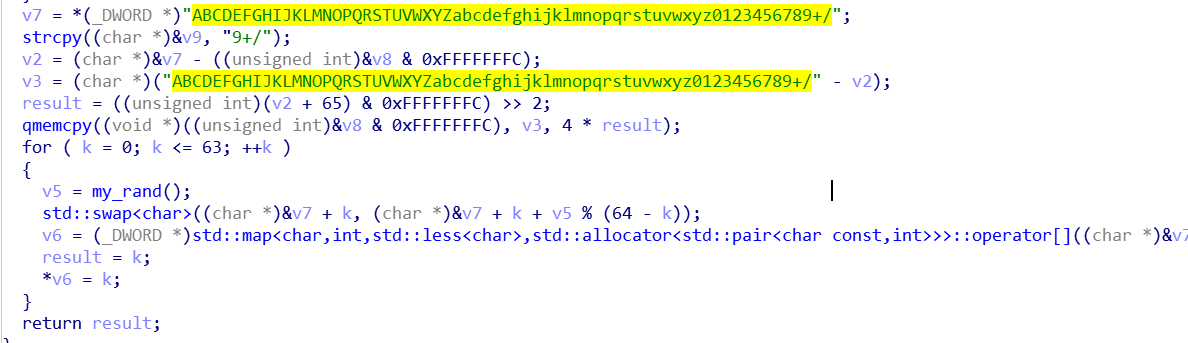 v7 = *(_DWORD *)"ABCDEFGHIJKLMNOPQRSTUVWXYZabcdefghijklmnopqrstuvwxyz0123456789+/";
strcpy((char *)&v9, "9+/");
v2 = (char *)&v7 - ((unsigned int)&v8 & 0xFFFFFFFC);
v3 = (char *)("ABCDEFGHIJKLMNOPQRSTUVWXYZabcdefghijklmnopqrstuvwxyz0123456789+/" - v2);
result = ((unsigned int)(v2 + 65) & 0xFFFFFFFC) >> 2;
qmemcpy((void *)((unsigned int)&v8 & 0xFFFFFFFC), v3, 4 * result);
for ( k = 0; k <= 63; ++k )
{
v5 = my_rand();
std::swap<char>((char *)&v7 + k, (char *)&v7 + k + v5 % (64 - k));
v6 = (_DWORD *)std::map<char,int,std::less<char>,std::allocator<std::pair<char const,int>>>::operator[]((char *)&v7
result = k;
*v6 = k;
}
return result;